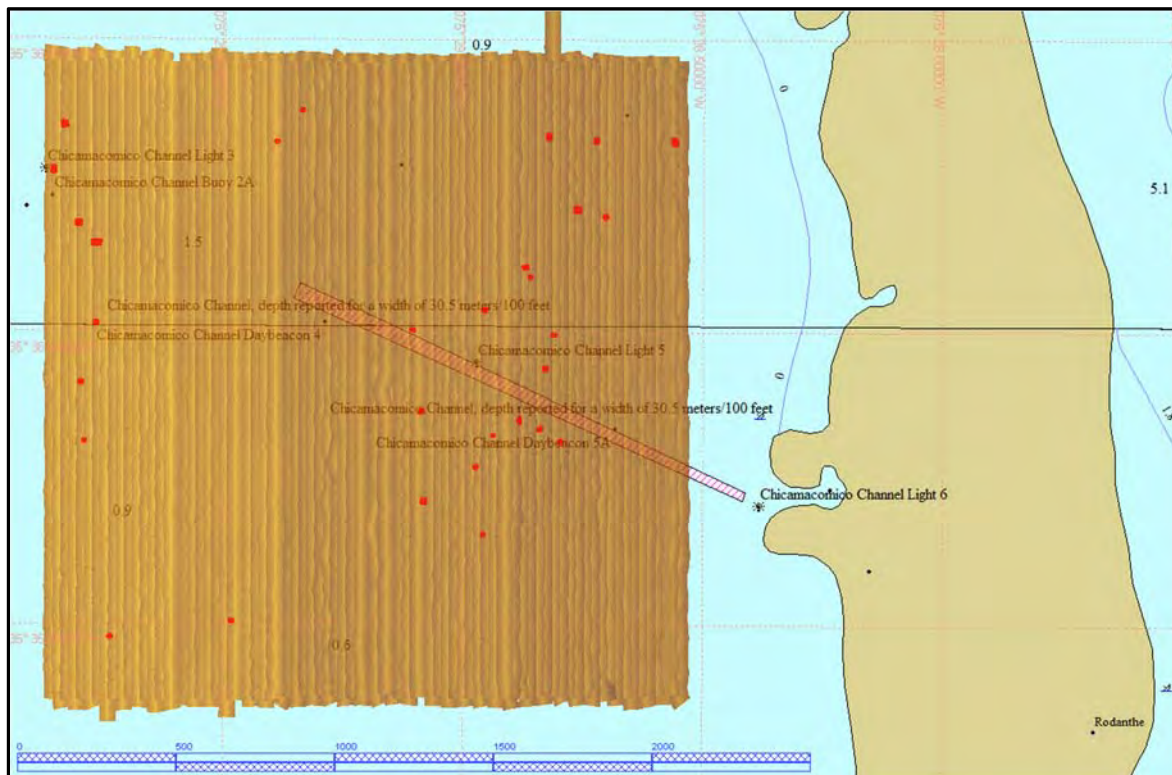 0.9
Chicamacomico Channel Light 3
Chicamacomico Channel Buoy 2A
5.1
1.5
0
Chicamacomico Channel, depth reported for a width of 30.5 meters/100 feet
Chicamacomico Channel Daybeacon 4
Chicamacomico Channel Light 5
0
Chicamacomico Channel, depth reported for a width of 30.5 meters/100 feet
Chicamacomico Channel Daybeacon 5A
Chicamacomico Channel Light 6
0.9
0.6
Rodanthe
0 500 1000 1500 2000